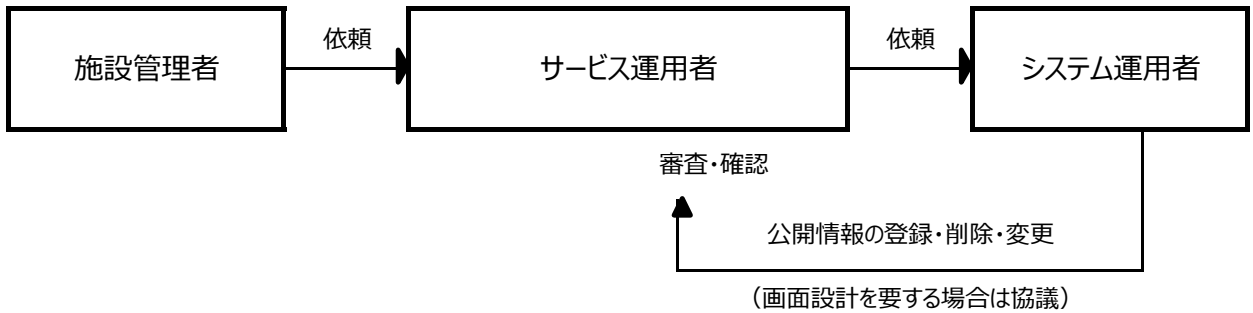 依頼
依頼
施設管理者
サービス運用者
システム運用者
審査・確認
公開情報の登録・削除・変更
（画面設計を要する場合は協議）